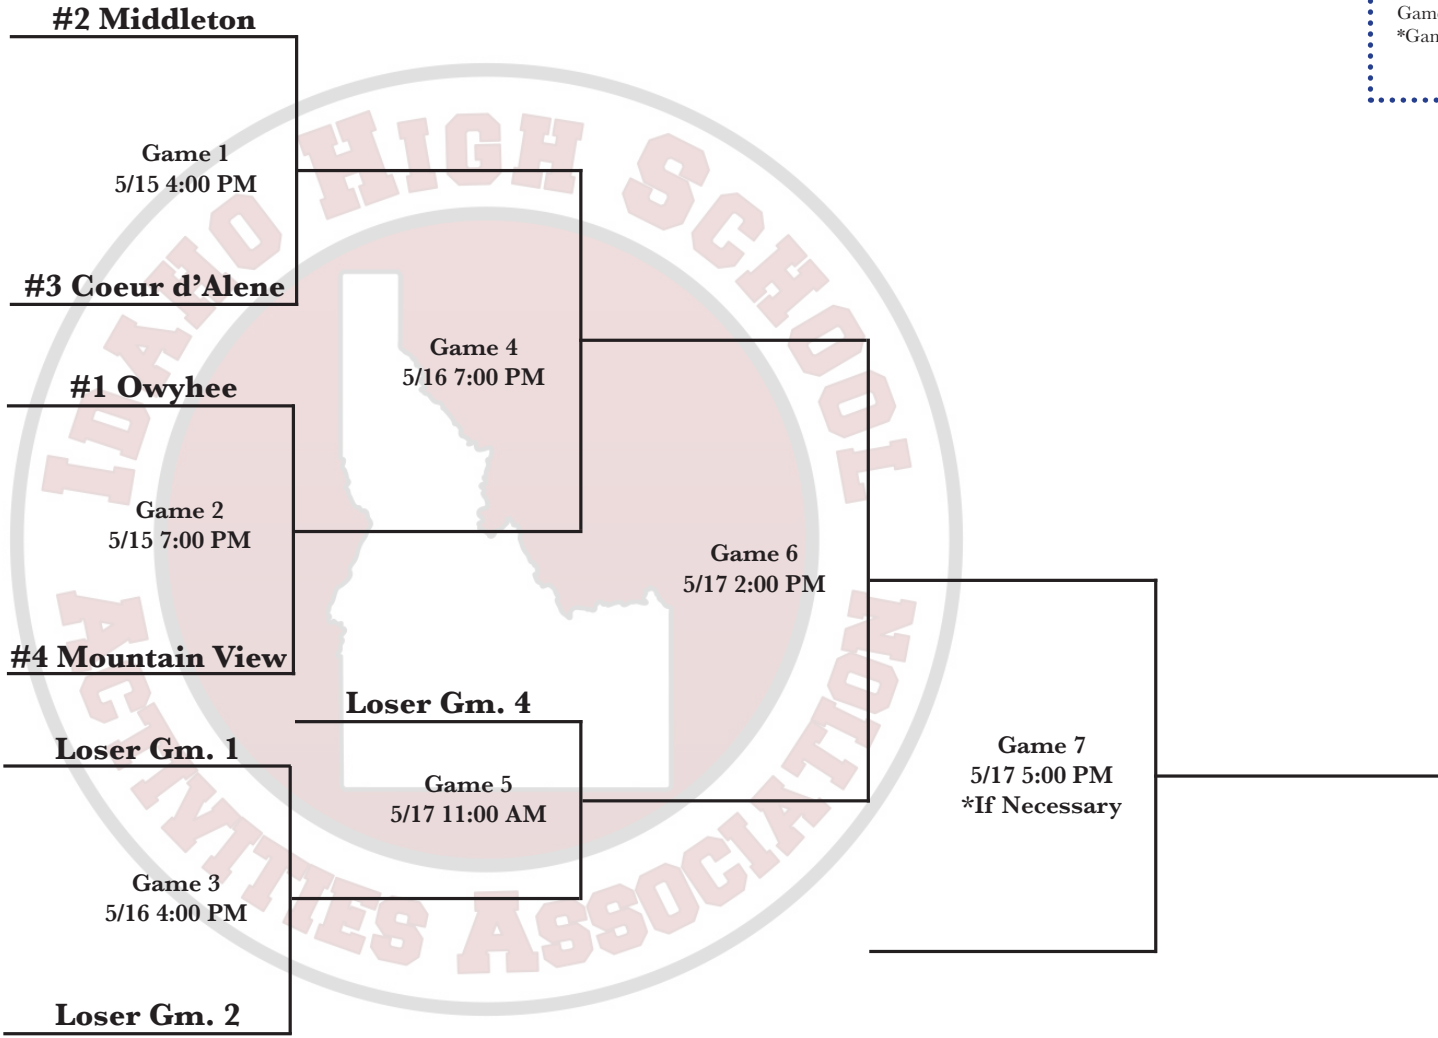 #2 Middleton
Game
*Gam
Game 1
5/15 4:00 PM
#3 Coeur d’Alene
Game 4
5/16 7:00 PM
#1 Owyhee
Game 2
5/15 7:00 PM
Game 6
5/17 2:00 PM
#4 Mountain View
Loser Gm. 4
Loser Gm. 1
Game 5
5/17 11:00 AM
Game 7
5/17 5:00 PM
*If Necessary
Game 3
5/16 4:00 PM
Loser Gm. 2
IDAHO HIGH SCHOOL
ACTIVITIES ASSOCIATION